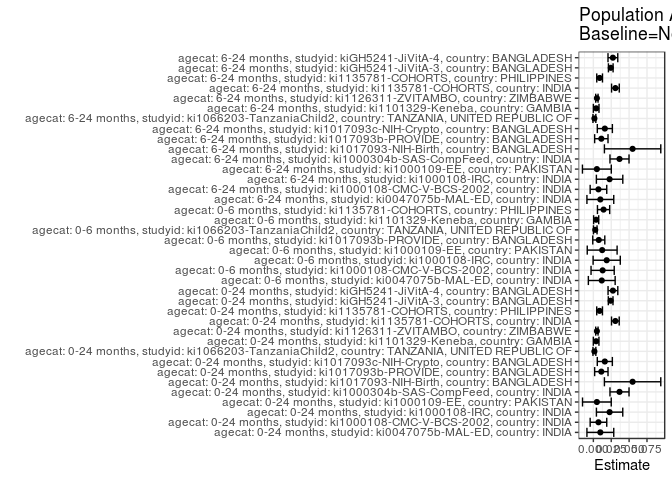 Population A
Baseline=N
agecat: 6-24 months, studyid: kiGH5241-JiVitA-4, country: BANGLADESH
agecat: 6-24 months, studyid: kiGH5241-JiVitA-3, country: BANGLADESH
agecat: 6-24 months, studyid: ki1135781-COHORTS, country: PHILIPPINES
agecat: 6-24 months, studyid: ki1135781-COHORTS, country: INDIA
agecat: 6-24 months, studyid: ki1126311-ZVITAMBO, country: ZIMBABWE
agecat: 6-24 months, studyid: ki1101329-Keneba, country: GAMBIA
agecat: 6-24 months, studyid: ki1066203-TanzaniaChild2, country: TANZANIA, UNITED REPUBLIC OF
agecat: 6-24 months, studyid: ki1017093c-NIH-Crypto, country: BANGLADESH
agecat: 6-24 months, studyid: ki1017093b-PROVIDE, country: BANGLADESH
agecat: 6-24 months, studyid: ki1017093-NIH-Birth, country: BANGLADESH
agecat: 6-24 months, studyid: ki1000304b-SAS-CompFeed, country: INDIA
agecat: 6-24 months, studyid: ki1000109-EE, country: PAKISTAN
agecat: 6-24 months, studyid: ki1000108-IRC, country: INDIA
agecat: 6-24 months, studyid: ki1000108-CMC-V-BCS-2002, country: INDIA
agecat: 6-24 months, studyid: ki0047075b-MAL-ED, country: INDIA
agecat: 0-6 months, studyid: ki1135781-COHORTS, country: PHILIPPINES
agecat: 0-6 months, studyid: ki1101329-Keneba, country: GAMBIA
agecat: 0-6 months, studyid: ki1066203-TanzaniaChild2, country: TANZANIA, UNITED REPUBLIC OF
agecat: 0-6 months, studyid: ki1017093b-PROVIDE, country: BANGLADESH
agecat: 0-6 months, studyid: ki1000109-EE, country: PAKISTAN
agecat: 0-6 months, studyid: ki1000108-IRC, country: INDIA
agecat: 0-6 months, studyid: ki1000108-CMC-V-BCS-2002, country: INDIA
agecat: 0-6 months, studyid: ki0047075b-MAL-ED, country: INDIA
agecat: 0-24 months, studyid: kiGH5241-JiVitA-4, country: BANGLADESH
agecat: 0-24 months, studyid: kiGH5241-JiVitA-3, country: BANGLADESH
agecat: 0-24 months, studyid: ki1135781-COHORTS, country: PHILIPPINES
agecat: 0-24 months, studyid: ki1135781-COHORTS, country: INDIA
agecat: 0-24 months, studyid: ki1126311-ZVITAMBO, country: ZIMBABWE
agecat: 0-24 months, studyid: ki1101329-Keneba, country: GAMBIA
agecat: 0-24 months, studyid: ki1066203-TanzaniaChild2, country: TANZANIA, UNITED REPUBLIC OF
agecat: 0-24 months, studyid: ki1017093c-NIH-Crypto, country: BANGLADESH
agecat: 0-24 months, studyid: ki1017093b-PROVIDE, country: BANGLADESH
agecat: 0-24 months, studyid: ki1017093-NIH-Birth, country: BANGLADESH
agecat: 0-24 months, studyid: ki1000304b-SAS-CompFeed, country: INDIA
agecat: 0-24 months, studyid: ki1000109-EE, country: PAKISTAN
agecat: 0-24 months, studyid: ki1000108-IRC, country: INDIA
agecat: 0-24 months, studyid: ki1000108-CMC-V-BCS-2002, country: INDIA
agecat: 0-24 months, studyid: ki0047075b-MAL-ED, country: INDIA
Estimate